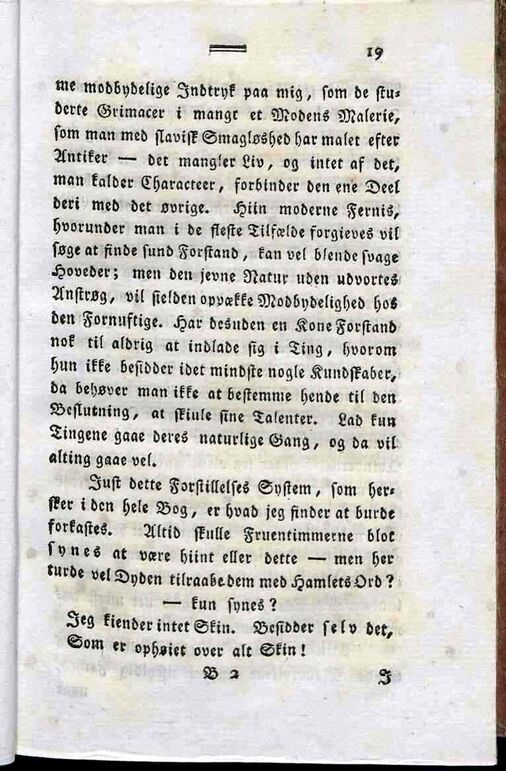 19
me modbydelige Indtryk paa mig, som de stu-
derte Grimacer i mange et Modens Malerie,
som man med slavisk Smagløshed har malet efter
Antiker — det mangler Liv, og intet af det,
man kalder Characteer, forbinder den ene Deel
deri med det øvrige. Hiin moderne Fernis,
hvorunder man i de fleste Tilfælde forgieves vil
søge at finde sund Forstand, kan vel blende svage
Hoveder; men den jevne Natur uden udvortes
Anstrøg, vil sielden opvække Modbydelighed hos
den Fornuftige. Har desuden en Kone Forstand
nok til aldrig at indlade sig i Ting, hvorom
hun ikke besidder idet mindste nogle Kundskaber,
da behøver man ikke at bestemme hende til den
Beslutning, at skiule sine Talenter. Lad kun
Tingene gaae deres naturlige Gang, og da vil
alting gaae vel.
Just dette Forstillelses System, som her-
sker i den hele Bog, er hvad jeg finder at burde
forkastes. Altid skulle Fruentimmerne blot
synes at være hiint eller dette — men her
turde vel Dyden tilraabe dem med Hamlets Ord?
— kun synes?
Jeg kiender intet Skin. Besidder selv det,
Som er ophøiet over alt Skin!
B 2
J